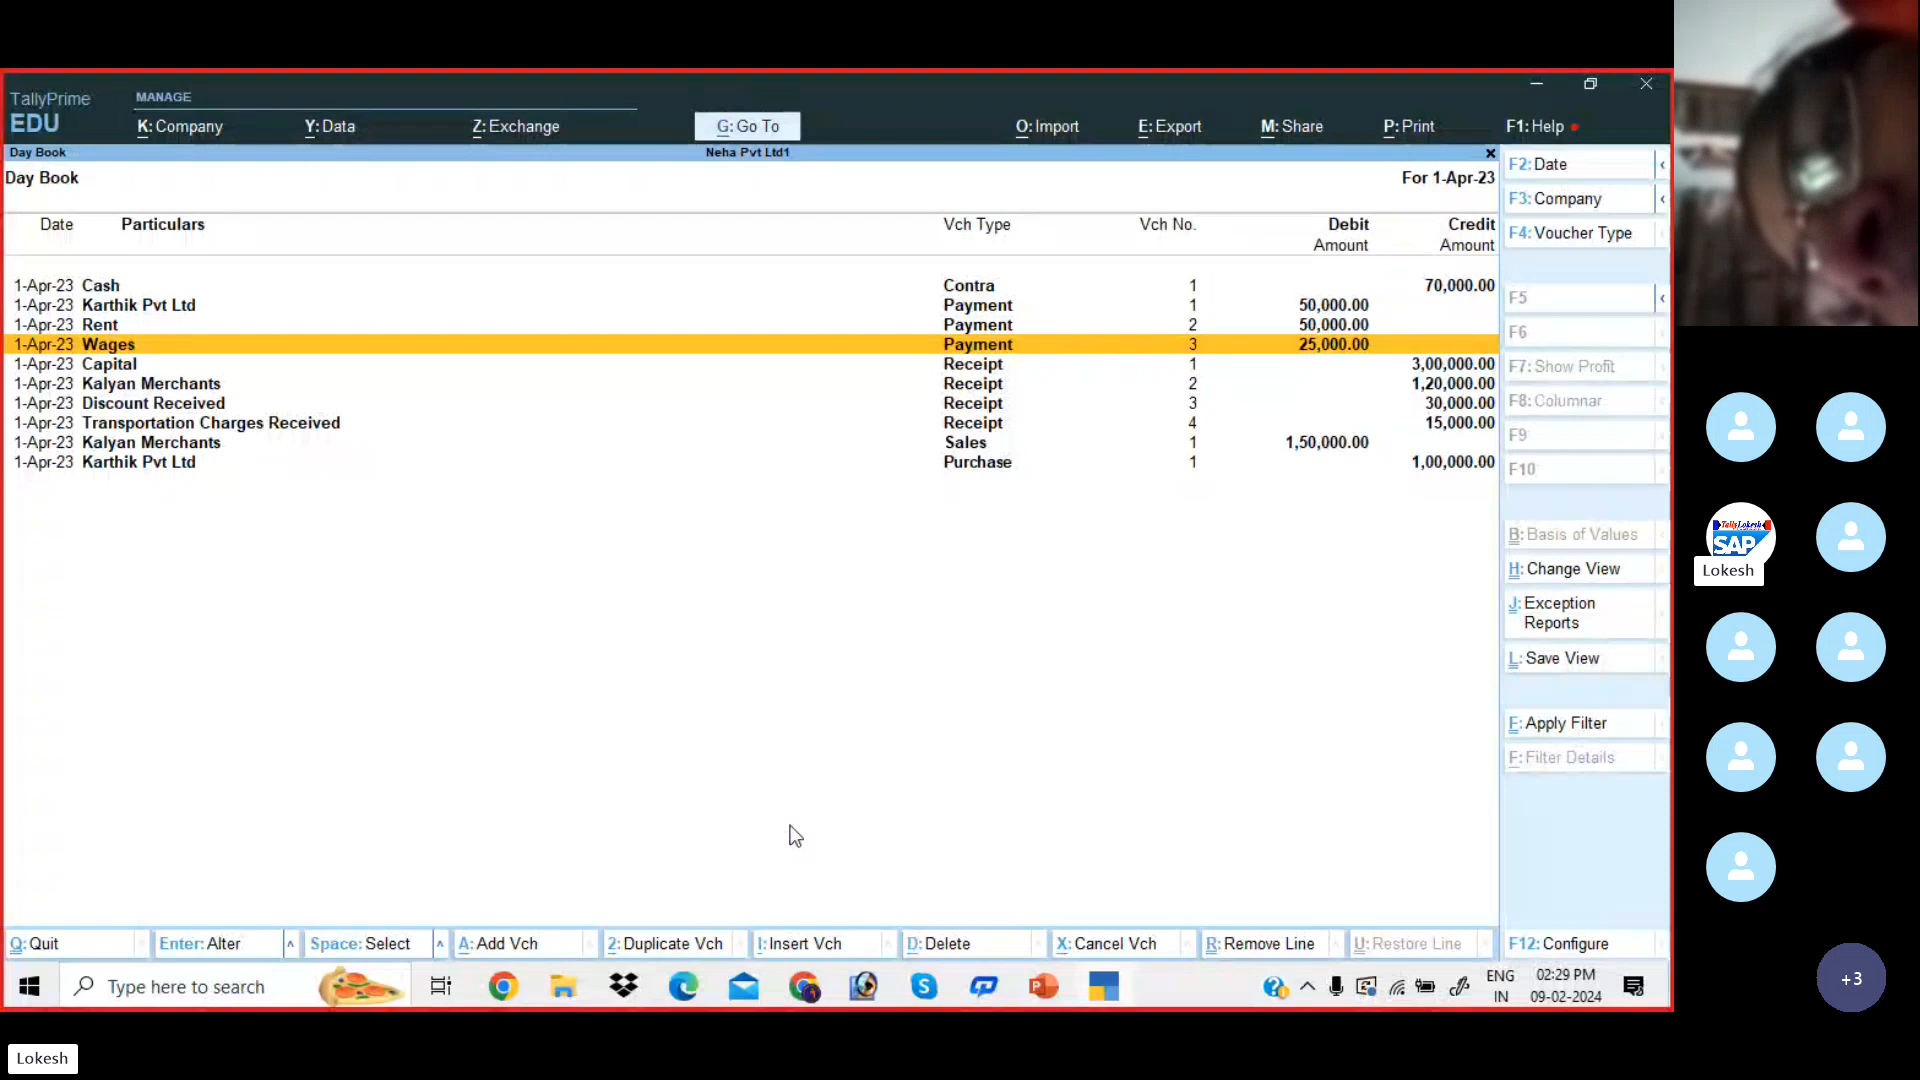 TallyPrime
EDU
MANAGE
K: Company Y: Data Z: Exchange G: Go To O: Import E: Export M: Share P: Print F1: Help
Day Book Neha Pvt Ltd1
Day Book For 1-Apr-23
Date Particulars Vch Type Vch No. Debit Credit
Amount Amount
1-Apr-23 Cash Contra 1 70,000.00
1-Apr-23 Karthik Pvt Ltd Payment 1 50,000.00
1-Apr-23 Rent Payment 2 50,000.00
1-Apr-23 Wages Payment 3 25,000.00
1-Apr-23 Capital Receipt 1 3,00,000.00
1-Apr-23 Kalyan Merchants Receipt 2 1,20,000.00
1-Apr-23 Discount Received Receipt 3 30,000.00
1-Apr-23 Transportation Charges Received Receipt 4 15,000.00
1-Apr-23 Kalyan Merchants Sales 1 1,50,000.00
1-Apr-23 Karthik Pvt Ltd Purchase 1 1,00,000.00
F2: Date
F3: Company
F4: Voucher Type
F5
F6
F7: Show Profit
F8: Columnar
F9
F10
B: Basis of Values
H: Change View
J: Exception
Reports
L: Save View
F: Apply Filter
F: Filter Details
Q: Quit Enter: Alter Space: Select A: Add Vch 2: Duplicate Vch I: Insert Vch D: Delete X: Cancel Vch R: Remove Line U: Restore Line F12: Configure
Type here to search
ENG
IN
02:29 PM
09-02-2024
TallyLokesh
SAP
Lokesh
+3
Lokesh